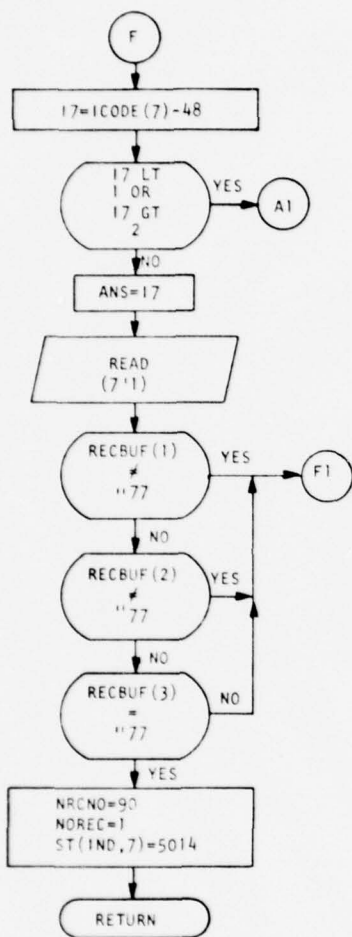 F
I7=ICODE(7)-48
I7 LT
1 OR
I7 GT
2
YES
A1
NO
ANS=I7
READ
(7'1)
RECBUF(1)
≠
"77
YES
F1
NO
RECBUF(2)
≠
"77
YES
NO
RECBUF(3)
=
"77
NO
YES
NRCNO=90
NOREC=1
ST(IND,7)=5014
RETURN